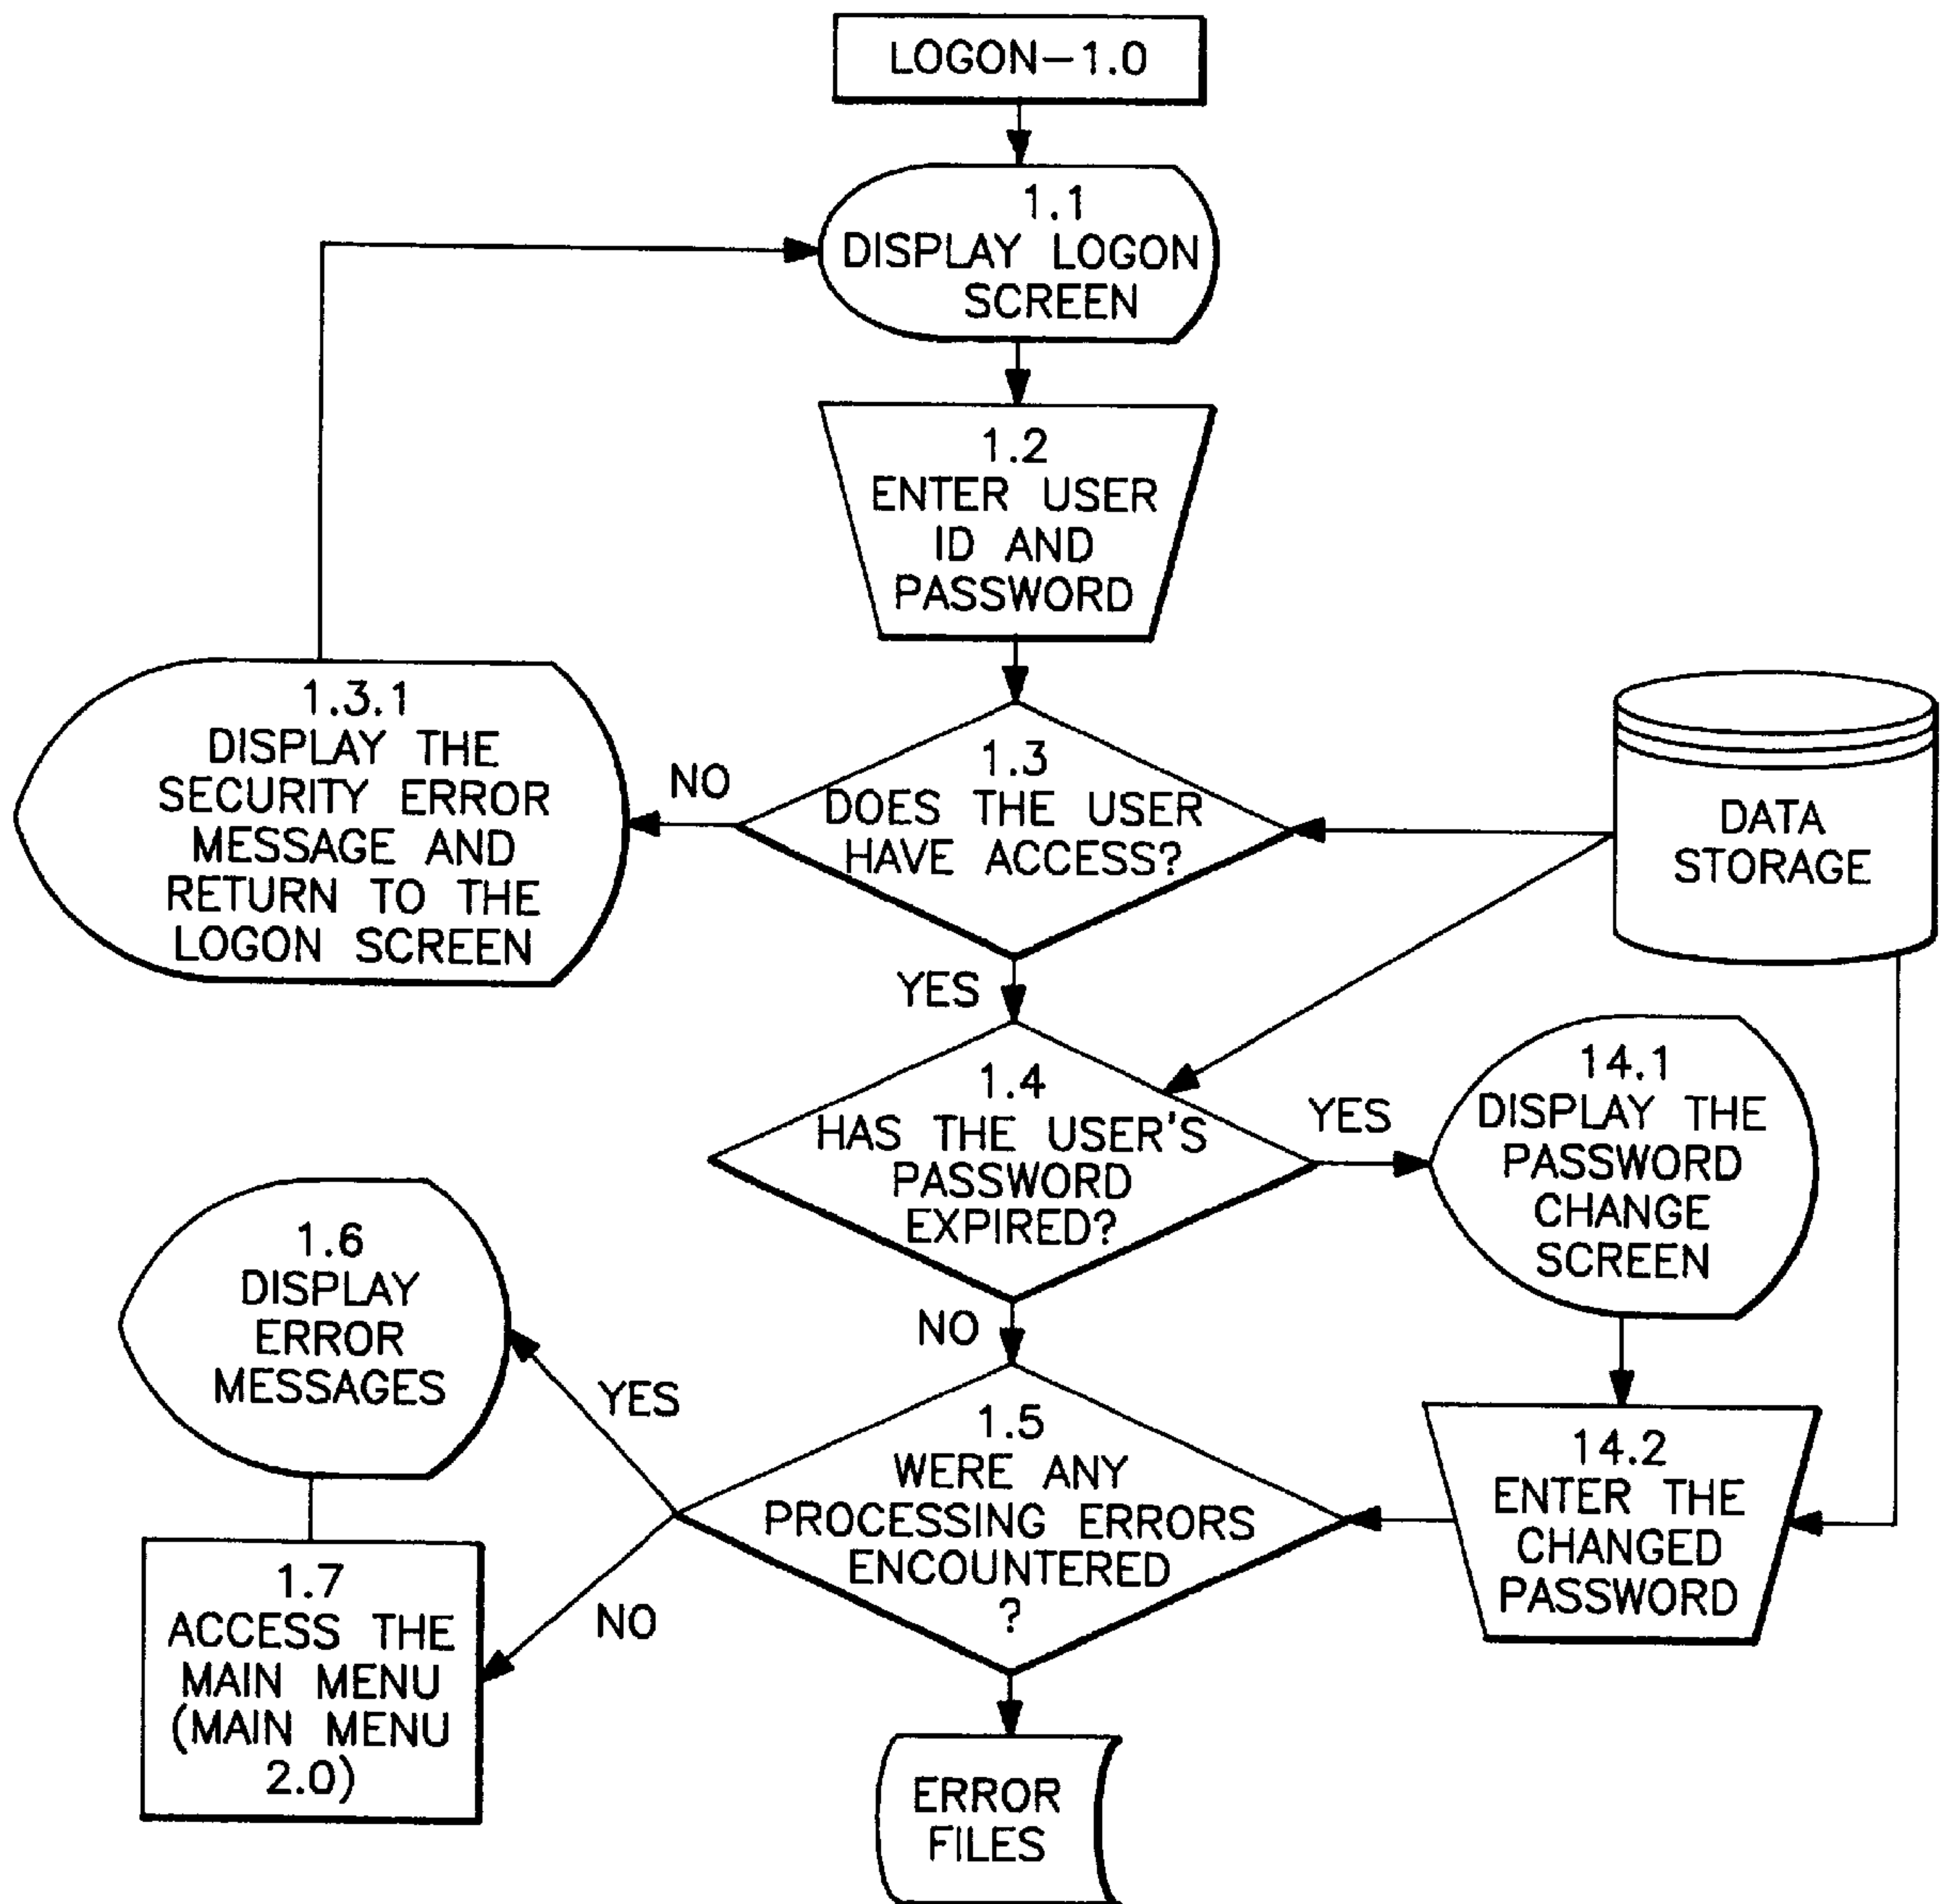 LOGON-1.0
1.1
DISPLAY LOGON
SCREEN
1.2
ENTER USER
ID AND
PASSWORD
1.3
DOES THE USER
HAVE ACCESS?
NO
1.3.1
DISPLAY THE
SECURITY ERROR
MESSAGE AND
RETURN TO THE
LOGON SCREEN
DATA
STORAGE
YES
1.4
HAS THE USER'S
PASSWORD
EXPIRED?
YES
14.1
DISPLAY THE
PASSWORD
CHANGE
SCREEN
NO
14.2
ENTER THE
CHANGED
PASSWORD
1.5
WERE ANY
PROCESSING ERRORS
ENCOUNTERED
?
YES
1.6
DISPLAY
ERROR
MESSAGES
NO
1.7
ACCESS THE
MAIN MENU
(MAIN MENU
2.0)
ERROR
FILES